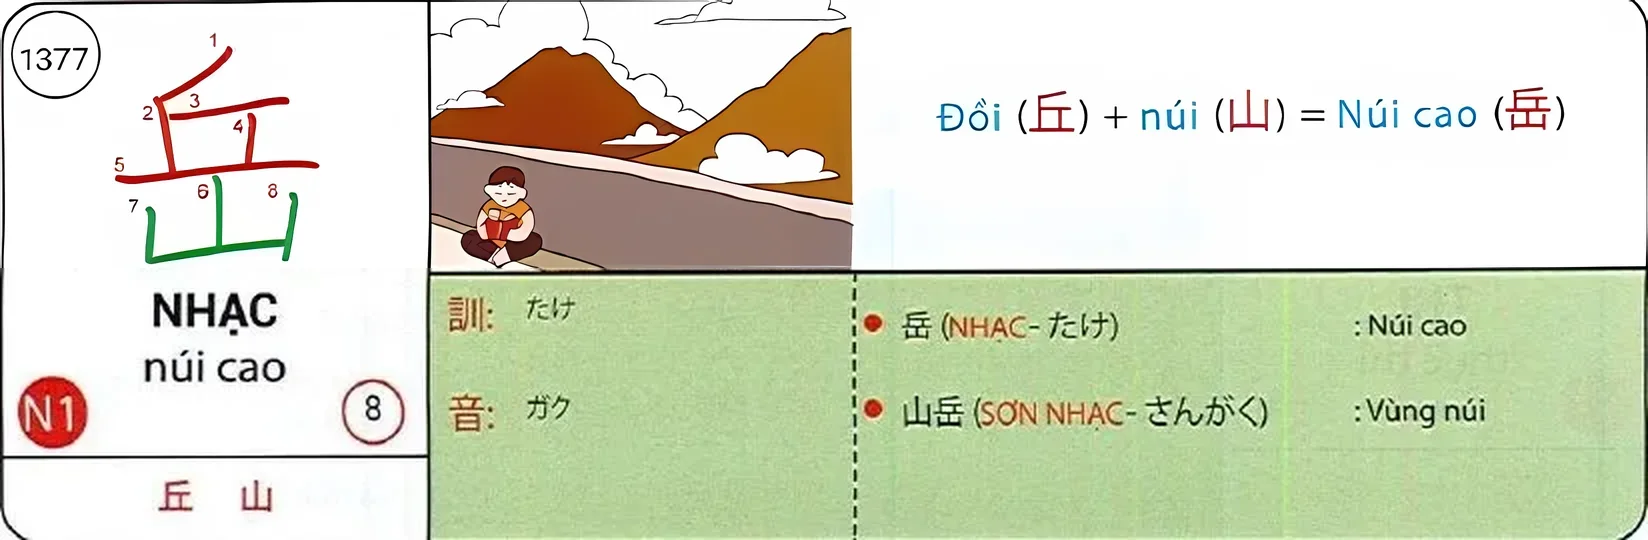 1377
1
2
3
4
5
6
7
8
岳
NHẠC
núi cao
N1
8
丘 山
Đồi (丘) + núi (山) = Núi cao (岳)
訓: たけ
音: ガク
● 岳 (NHẠC- たけ) : Núi cao
● 山岳 (SƠN NHẠC- さんがく) : Vùng núi